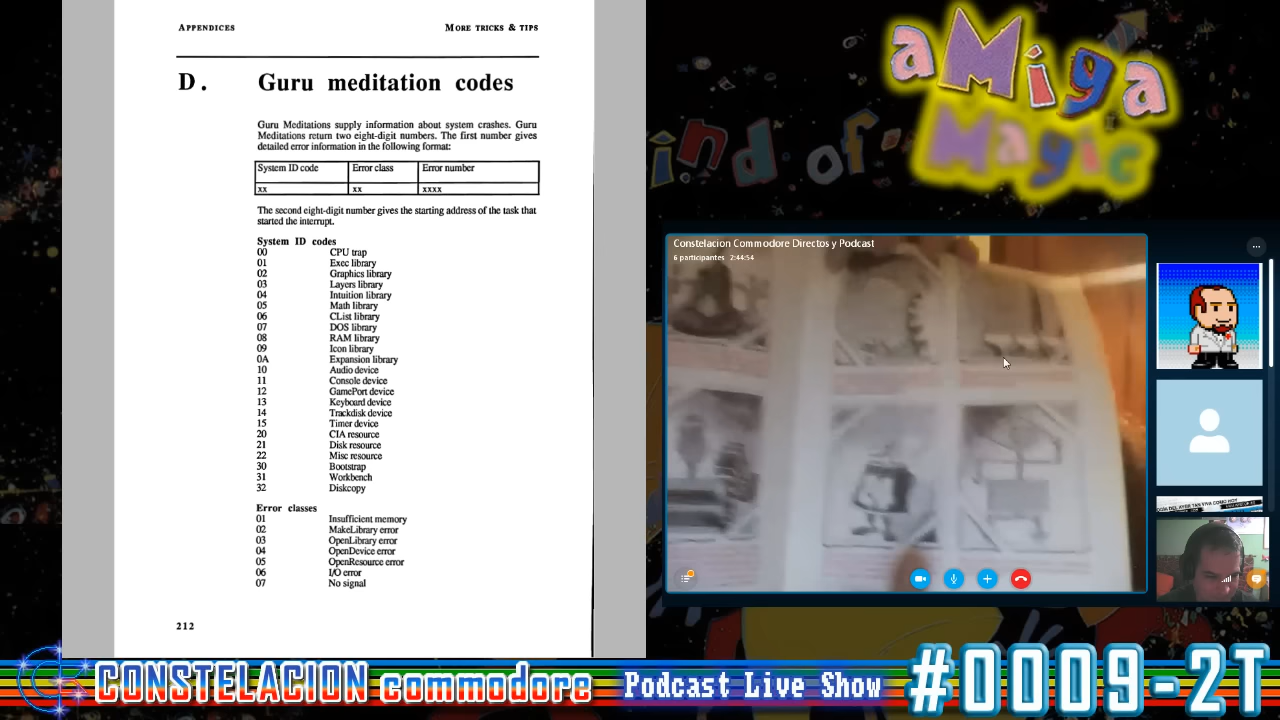 APPENDICES MORE TRICKS & TIPS
D. Guru meditation codes
Guru Meditations supply information about system crashes. Guru
Meditations return two eight-digit numbers. The first number gives
detailed error information in the following format:
System ID code Error class Error number
xx xx xxxx
The second eight-digit number gives the starting address of the task that
started the interrupt.
System ID codes
00 CPU trap
01 Exec library
02 Graphics library
03 Layers library
04 Intuition library
05 Math library
06 CList library
07 DOS library
08 RAM library
09 Icon library
0A Expansion library
10 Audio device
11 Console device
12 GamePort device
13 Keyboard device
14 Trackdisk device
15 Timer device
20 CIA resource
21 Disk resource
22 Misc resource
30 Bootstrap
31 Workbench
32 Diskcopy
Error classes
01 Insufficient memory
02 MakeLibrary error
03 OpenLibrary error
04 OpenDevice error
05 OpenResource error
06 I/O error
07 No signal
212
aMiga
Constelacion Commodore Directos y Podcast
6 participantes 2:44:54
CONSTELACION commodore Podcast Live Show #0009-2T